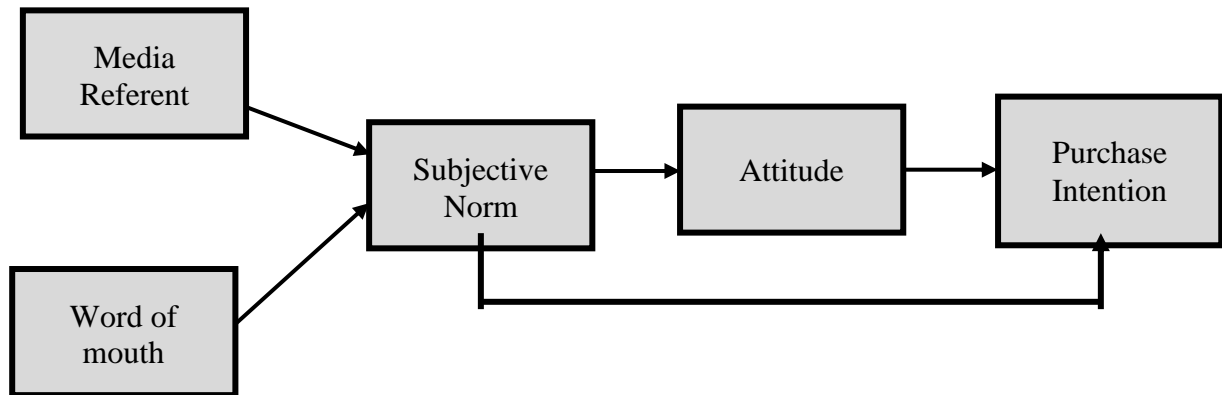 Media
Referent
Subjective
Norm
Attitude
Purchase
Intention
Word of
mouth